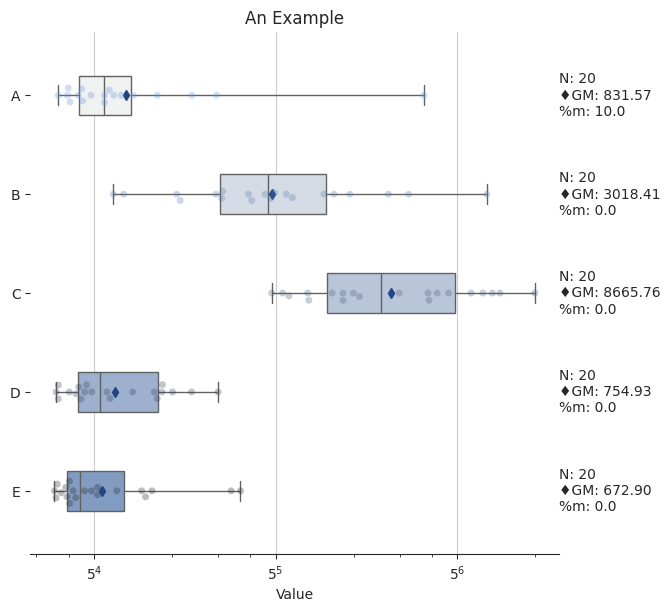 An Example
A
N: 20
♦GM: 831.57
%m: 10.0
B
N: 20
♦GM: 3018.41
%m: 0.0
C
N: 20
♦GM: 8665.76
%m: 0.0
D
N: 20
♦GM: 754.93
%m: 0.0
E
N: 20
♦GM: 672.90
%m: 0.0
5⁴ 5⁵ 5⁶
Value